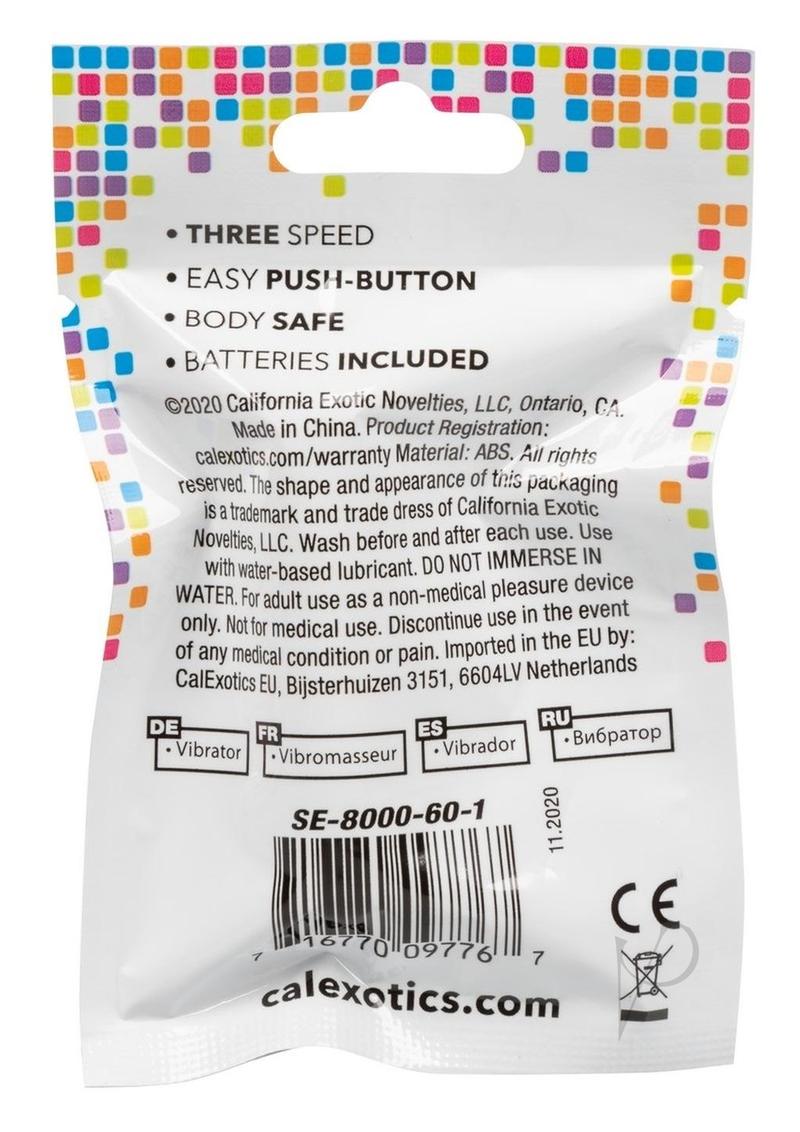 • THREE SPEED
• EASY PUSH-BUTTON
• BODY SAFE
• BATTERIES INCLUDED
©2020 California Exotic Novelties, LLC, Ontario, CA.
Made in China. Product Registration:
calexotics.com/warranty Material: ABS. All rights
reserved. The shape and appearance of this packaging
is a trademark and trade dress of California Exotic
Novelties, LLC. Wash before and after each use. Use
with water-based lubricant. DO NOT IMMERSE IN
WATER. For adult use as a non-medical pleasure device
only. Not for medical use. Discontinue use in the event
of any medical condition or pain. Imported in the EU by:
CalExotics EU, Bijsterhuizen 3151, 6604LV Netherlands
DE
• Vibrator
FR
• Vibromasseur
ES
• Vibrador
RU
• Вибратор
SE-8000-60-1
11.2020
7 16770 09776 7
CE
calexotics.com